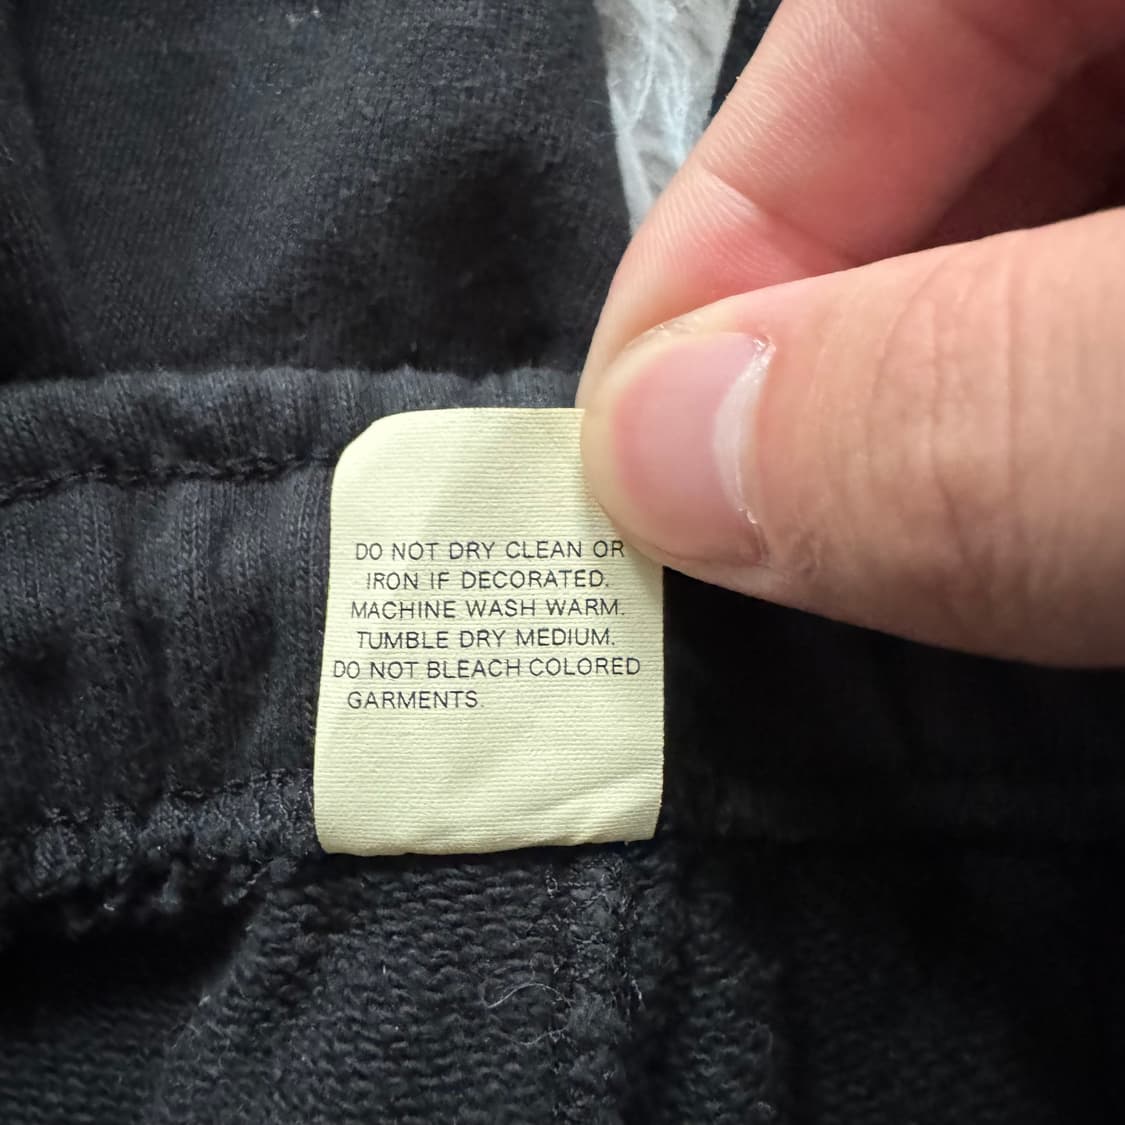 DO NOT DRY CLEAN OR
IRON IF DECORATED.
MACHINE WASH WARM.
TUMBLE DRY MEDIUM.
DO NOT BLEACH COLORED
GARMENTS.